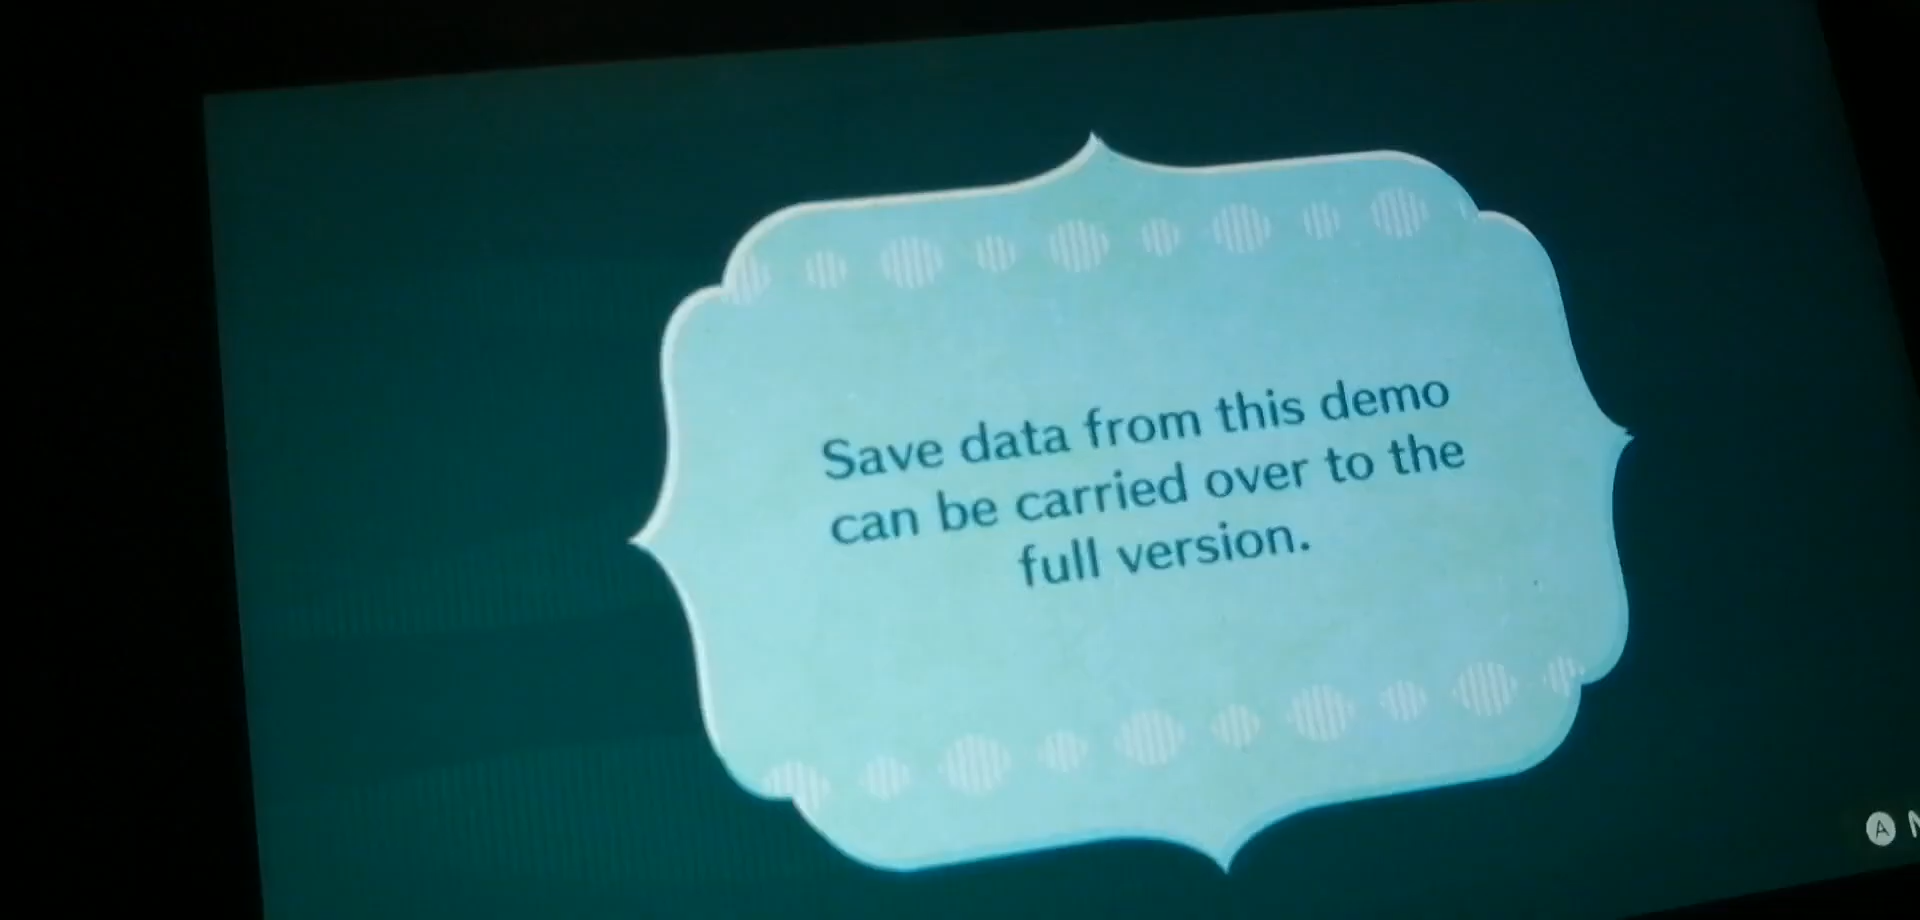 Save data from this demo
can be carried over to the
full version.
A